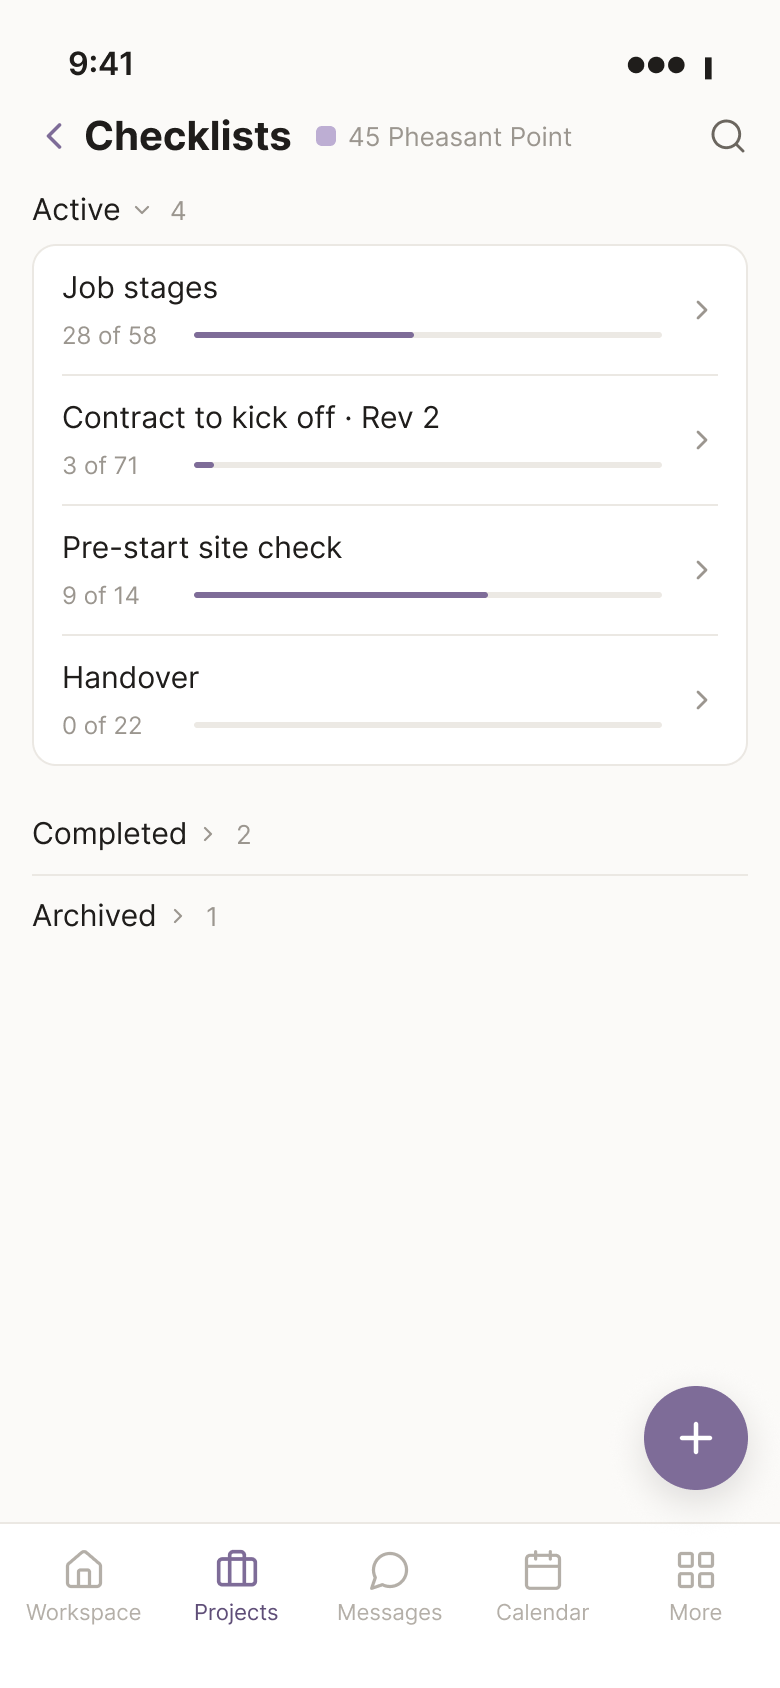 9:41
Checklists 45 Pheasant Point
Active 4
Job stages
28 of 58
Contract to kick off · Rev 2
3 of 71
Pre-start site check
9 of 14
Handover
0 of 22
Completed 2
Archived 1
Workspace Projects Messages Calendar More